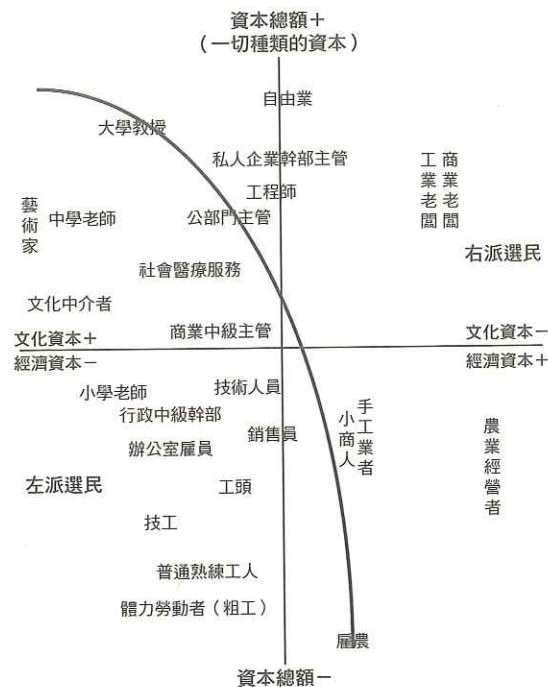 資本總額＋
（一切種類的資本）
自由業
大學教授
私人企業幹部主管
工程師
商業老闆
工業老闆
藝術家
中學老師
公部門主管
右派選民
社會醫療服務
文化中介者
商業中級主管
文化資本＋
文化資本－
經濟資本－
經濟資本＋
小學老師
技術人員
行政中級幹部
手工業者
小商人
銷售員
農業經營者
辦公室雇員
左派選民
工頭
技工
普通熟練工人
體力勞動者（粗工）
雇農
資本總額－